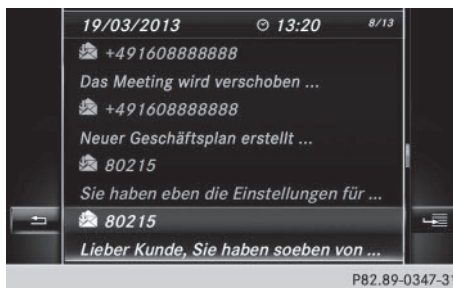 19/03/2013 13:20 8/13
+491608888888
Das Meeting wird verschoben ...
+491608888888
Neuer Geschäftsplan erstellt ...
80215
Sie haben eben die Einstellungen für ...
80215
Lieber Kunde, Sie haben soeben von ...
P82.89-0347-31